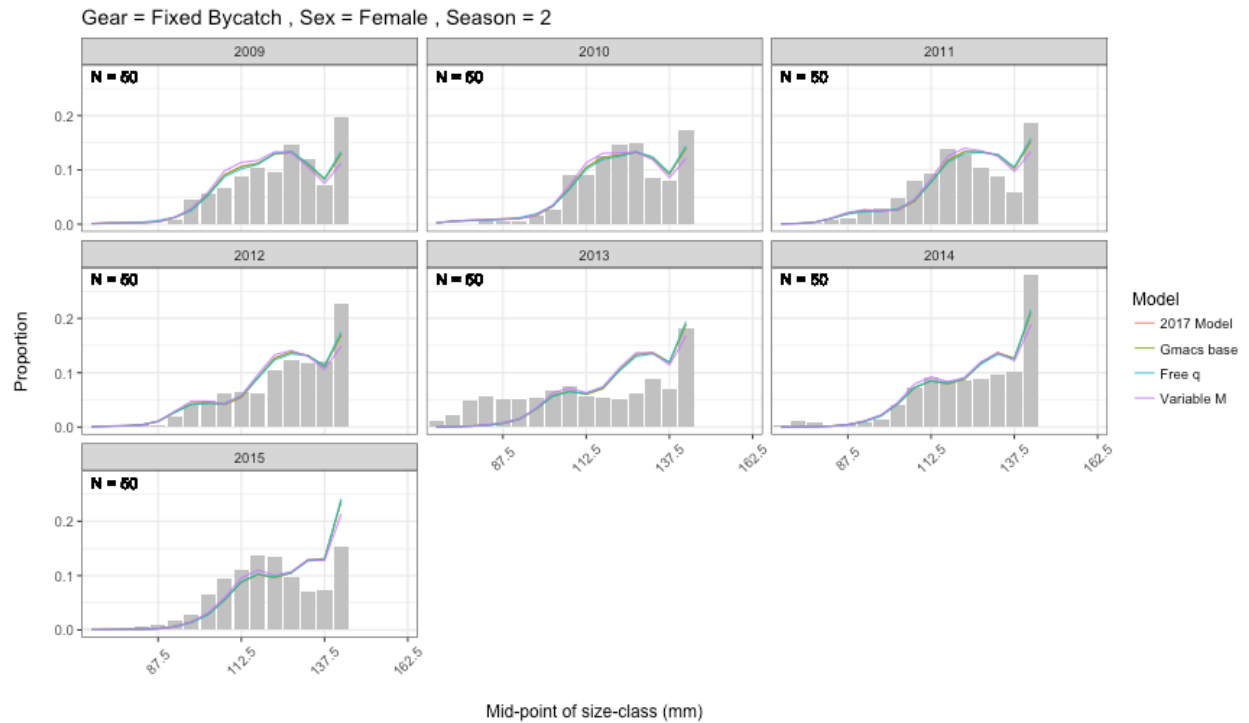 Gear = Fixed Bycatch , Sex = Female , Season = 2
2009
2010
2011
N = 50
N = 50
N = 50
0.2
0.1
0.0
2012
2013
2014
N = 50
N = 50
N = 50
0.2
0.1
0.0
2015
N = 50
0.2
0.1
0.0
87.5
112.5
137.5
162.5
87.5
112.5
137.5
162.5
87.5
112.5
137.5
162.5
Proportion
Mid-point of size-class (mm)
Model
2017 Model
Gmacs base
Free q
Variable M